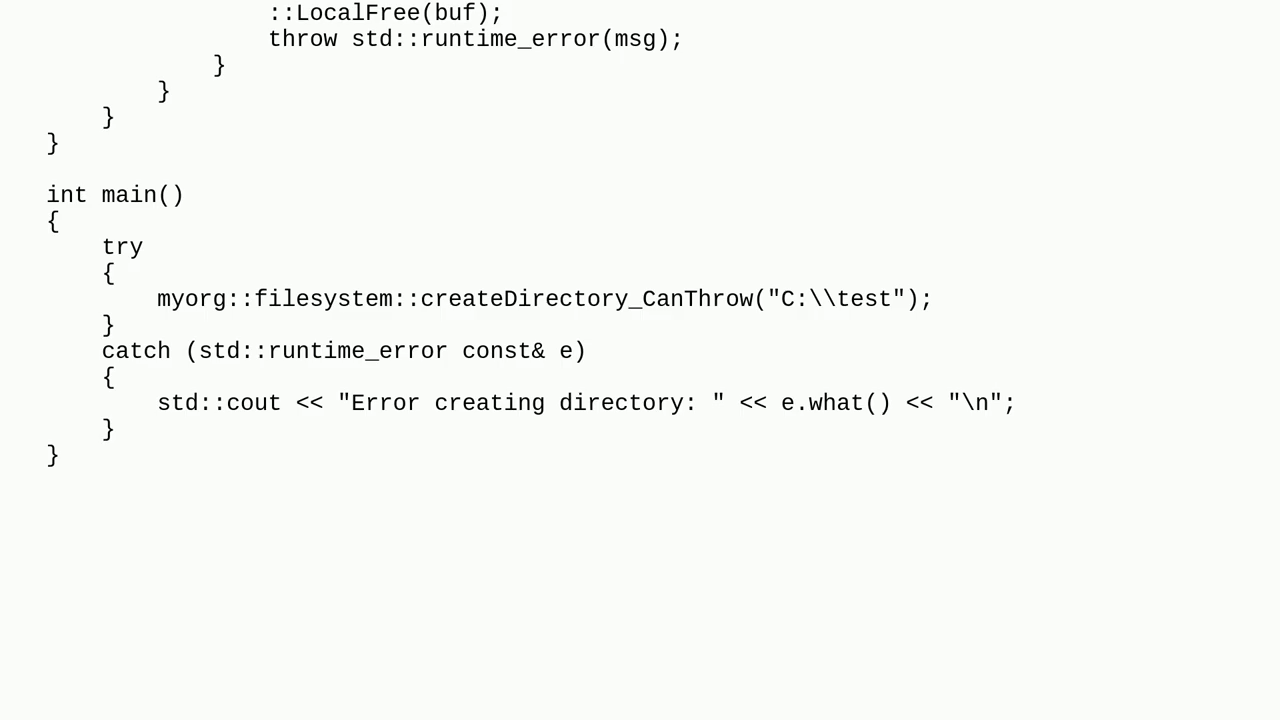 ::LocalFree(buf);
                throw std::runtime_error(msg);
            }
        }
    }
}

int main()
{
    try
    {
        myorg::filesystem::createDirectory_CanThrow("C:\\test");
    }
    catch (std::runtime_error const& e)
    {
        std::cout << "Error creating directory: " << e.what() << "\n";
    }
}